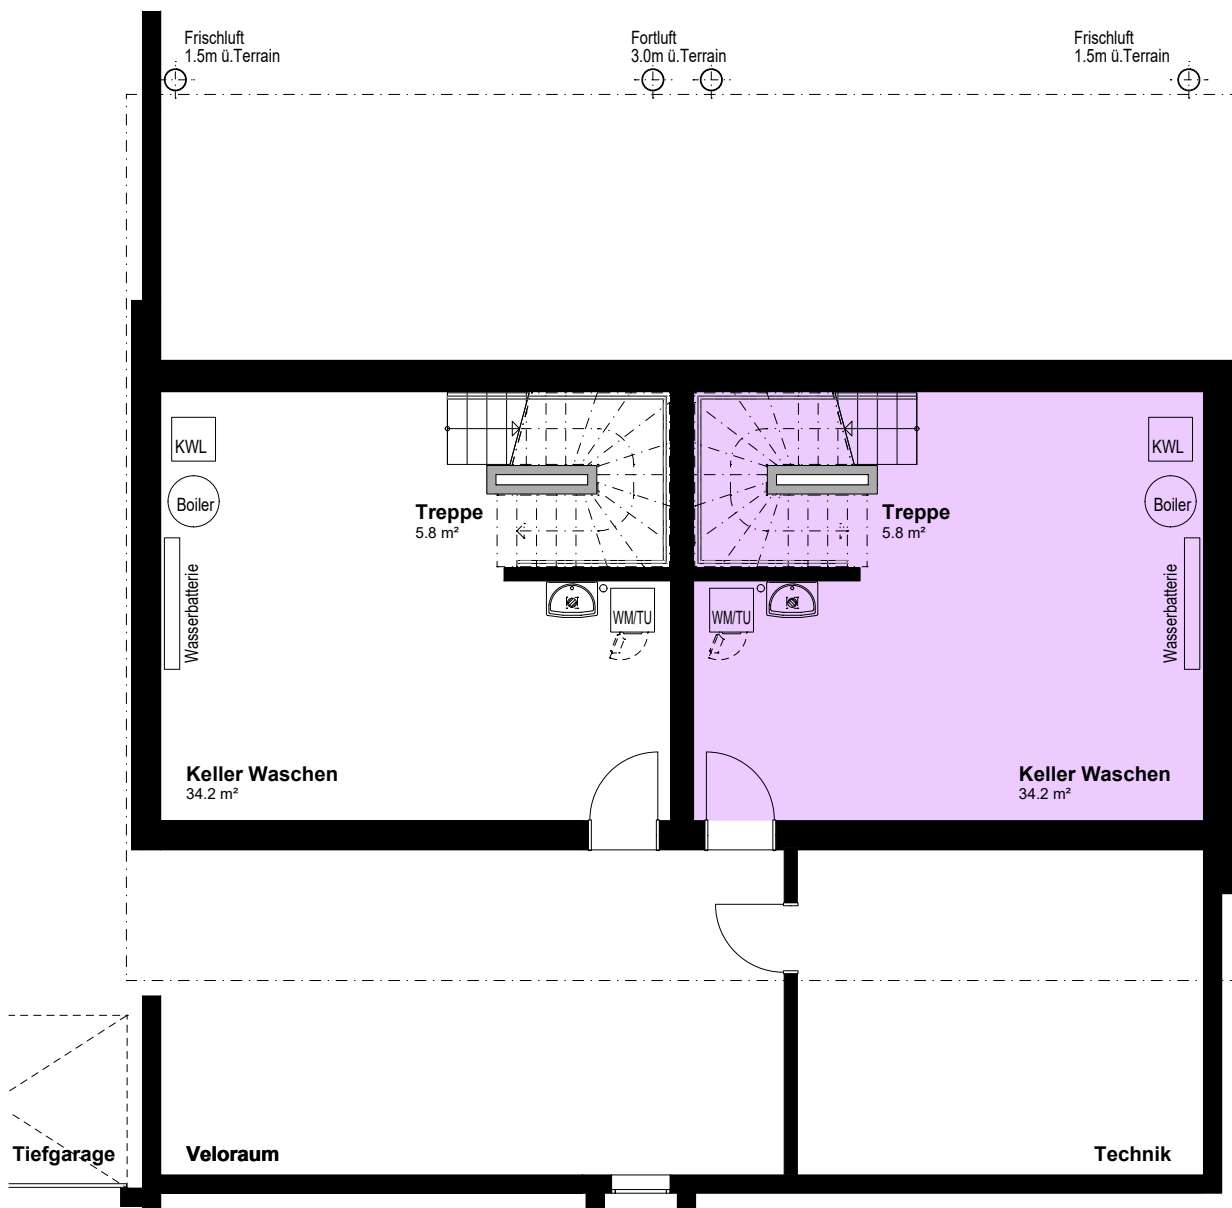 Frischluft
1.5m ü.Terrain
Fortluft
3.0m ü.Terrain
Frischluft
1.5m ü.Terrain
KWL
Boiler
Wasserbatterie
Treppe
5.8 m²
WM/TU
Keller Waschen
34.2 m²
Treppe
5.8 m²
WM/TU
KWL
Boiler
Wasserbatterie
Keller Waschen
34.2 m²
Tiefgarage
Veloraum
Technik